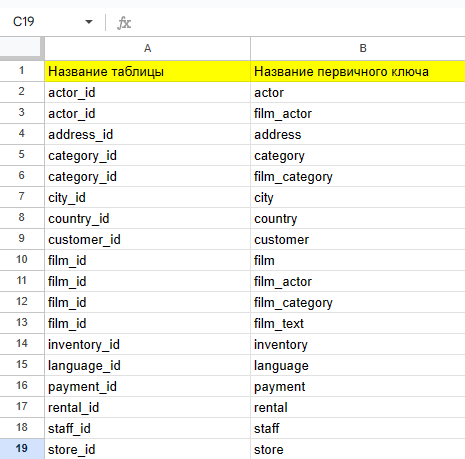 C19 fx
A B
1 Название таблицы Название первичного ключа
2 actor_id actor
3 actor_id film_actor
4 address_id address
5 category_id category
6 category_id film_category
7 city_id city
8 country_id country
9 customer_id customer
10 film_id film
11 film_id film_actor
12 film_id film_category
13 film_id film_text
14 inventory_id inventory
15 language_id language
16 payment_id payment
17 rental_id rental
18 staff_id staff
19 store_id store